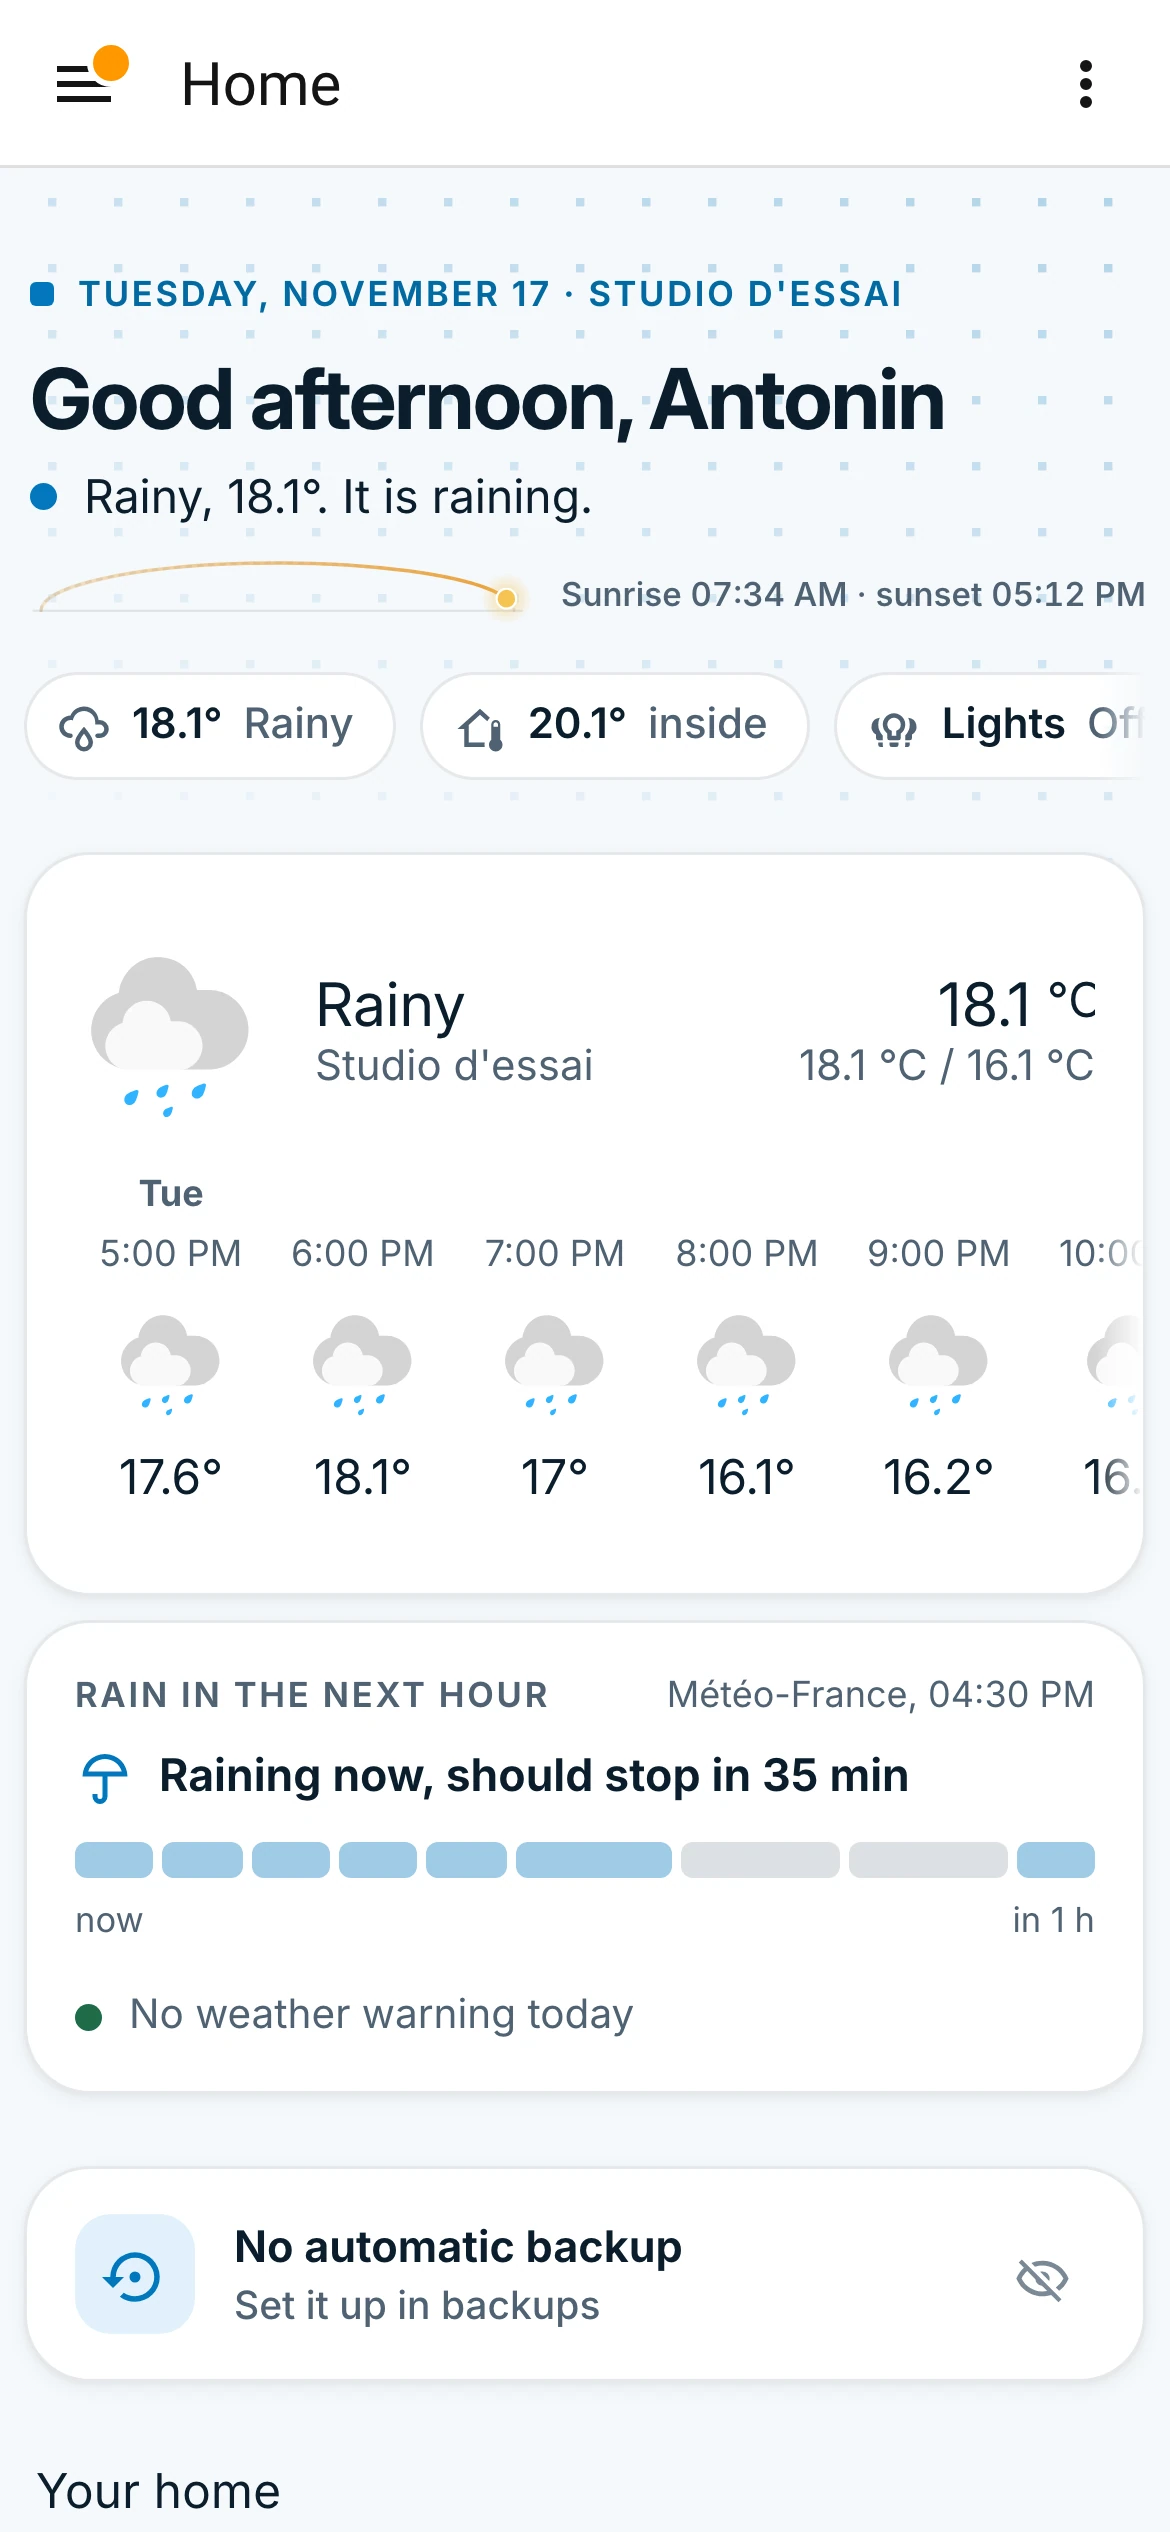 Home
TUESDAY, NOVEMBER 17 · STUDIO D'ESSAI
Good afternoon, Antonin
Rainy, 18.1°. It is raining.
Sunrise 07:34 AM · sunset 05:12 PM
18.1° Rainy
20.1° inside
Lights Off
Rainy
18.1 °C
Studio d'essai
18.1 °C / 16.1 °C
Tue
5:00 PM 6:00 PM 7:00 PM 8:00 PM 9:00 PM
17.6° 18.1° 17° 16.1° 16.2°
RAIN IN THE NEXT HOUR
Météo-France, 04:30 PM
Raining now, should stop in 35 min
now
in 1 h
No weather warning today
No automatic backup
Set it up in backups
Your home